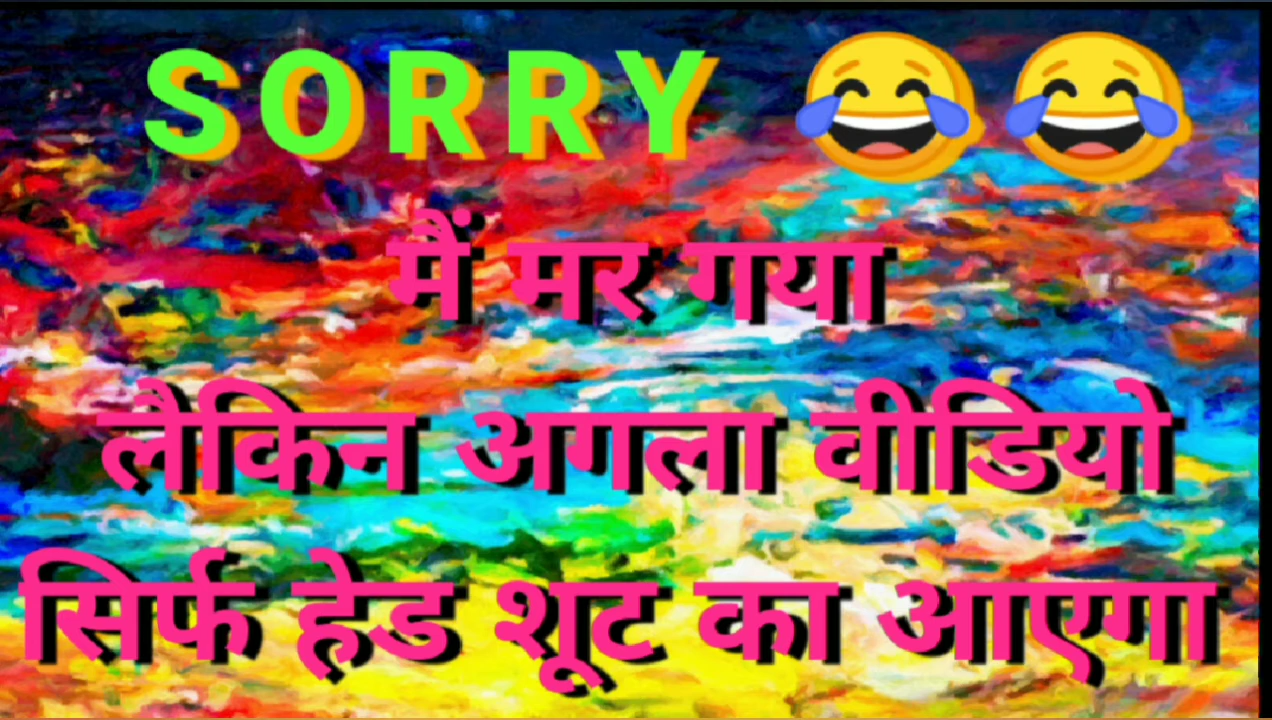 SORRY 😂😂
मैं मर गया
लैकिन अगला वीडियो
सिर्फ हेड शूट का आएगा